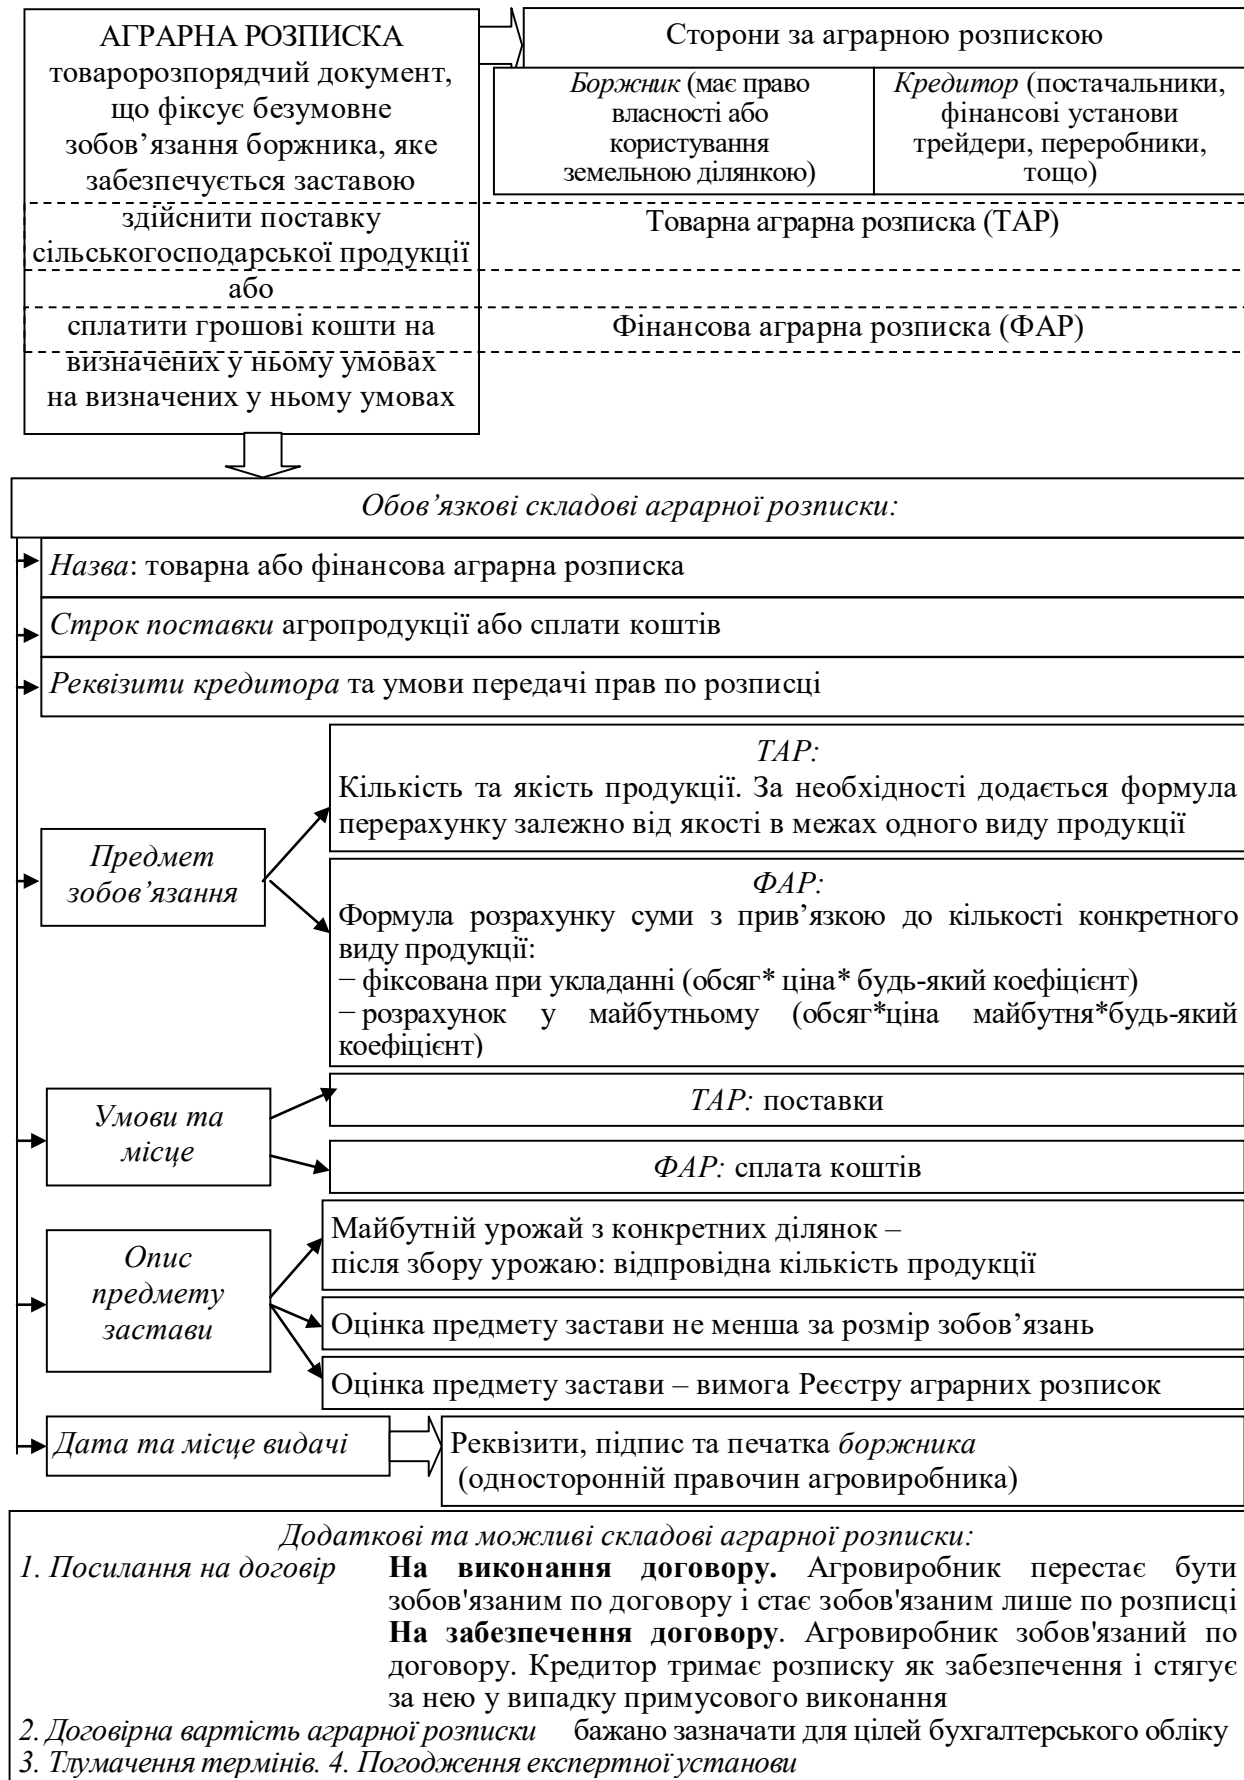 АГРАРНА РОЗПИСКА
товаророзпорядчий документ,
що фіксує безумовне
зобов’язання боржника, яке
забезпечується заставою
здійснити поставку
сільськогосподарської продукції
або
сплатити грошові кошти на
визначених у ньому умовах
на визначених у ньому умовах
Сторони за аграрною розпискою
Боржник (має право
власності або
користування
земельною ділянкою)
Кредитор (постачальники,
фінансові установи
трейдери, переробники,
тощо)
Товарна аграрна розписка (ТАР)
Фінансова аграрна розписка (ФАР)
Обов’язкові складові аграрної розписки:
Назва: товарна або фінансова аграрна розписка
Строк поставки агропродукції або сплати коштів
Реквізити кредитора та умови передачі прав по розписці
Предмет
зобов’язання
ТАР:
Кількість та якість продукції. За необхідності додається формула
перерахунку залежно від якості в межах одного виду продукції
ФАР:
Формула розрахунку суми з прив’язкою до кількості конкретного
виду продукції:
− фіксована при укладанні (обсяг* ціна* будь-який коефіцієнт)
− розрахунок у майбутньому (обсяг*ціна майбутня*будь-який
коефіцієнт)
Умови та
місце
ТАР: поставки
ФАР: сплата коштів
Опис
предмету
застави
Майбутній урожай з конкретних ділянок –
після збору урожаю: відпровідна кількість продукції
Оцінка предмету застави не менша за розмір зобов’язань
Оцінка предмету застави – вимога Реєстру аграрних розписок
Дата та місце видачі
Реквізити, підпис та печатка боржника
(односторонній правочин агровиробника)
Додаткові та можливі складові аграрної розписки:
1. Посилання на договір На виконання договору. Агровиробник перестає бути
зобов'язаним по договору і стає зобов'язаним лише по розписці
На забезпечення договору. Агровиробник зобов'язаний по
договору. Кредитор тримає розписку як забезпечення і стягує
за нею у випадку примусового виконання
2. Договірна вартість аграрної розписки бажано зазначати для цілей бухгалтерського обліку
3. Тлумачення термінів. 4. Погодження експертної установи